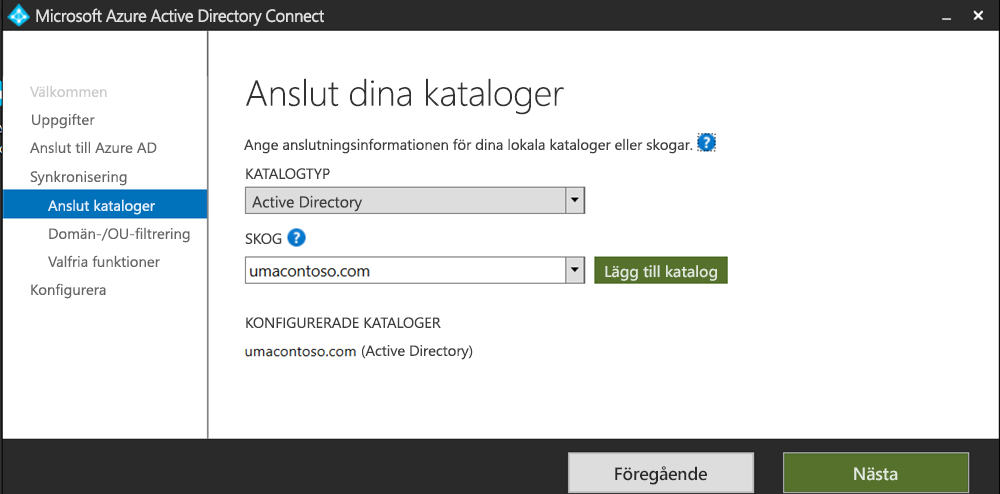 Microsoft Azure Active Directory Connect
Välkommen
Uppgifter
Anslut till Azure AD
Synkronisering
Anslut kataloger
Domän-/OU-filtrering
Valfria funktioner
Konfigurera
Anslut dina kataloger
Ange anslutningsinformationen för dina lokala kataloger eller skogar. ?
KATALOGTYP
Active Directory
SKOG ?
umacontoso.com
Lägg till katalog
KONFIGURERADE KATALOGER
umacontoso.com (Active Directory)
Föregående
Nästa